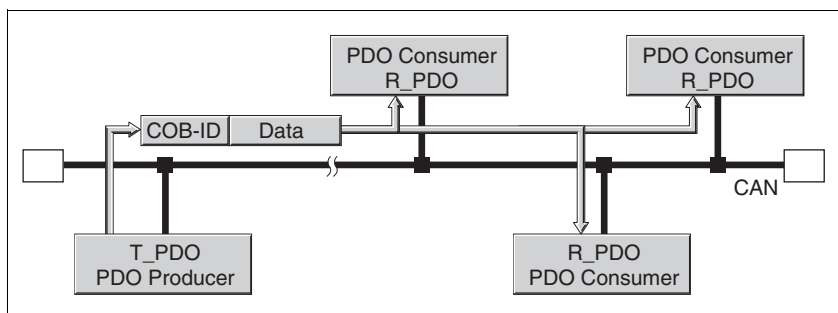 PDO Consumer
R_PDO
PDO Consumer
R_PDO
COB-ID
Data
CAN
T_PDO
PDO Producer
R_PDO
PDO Consumer